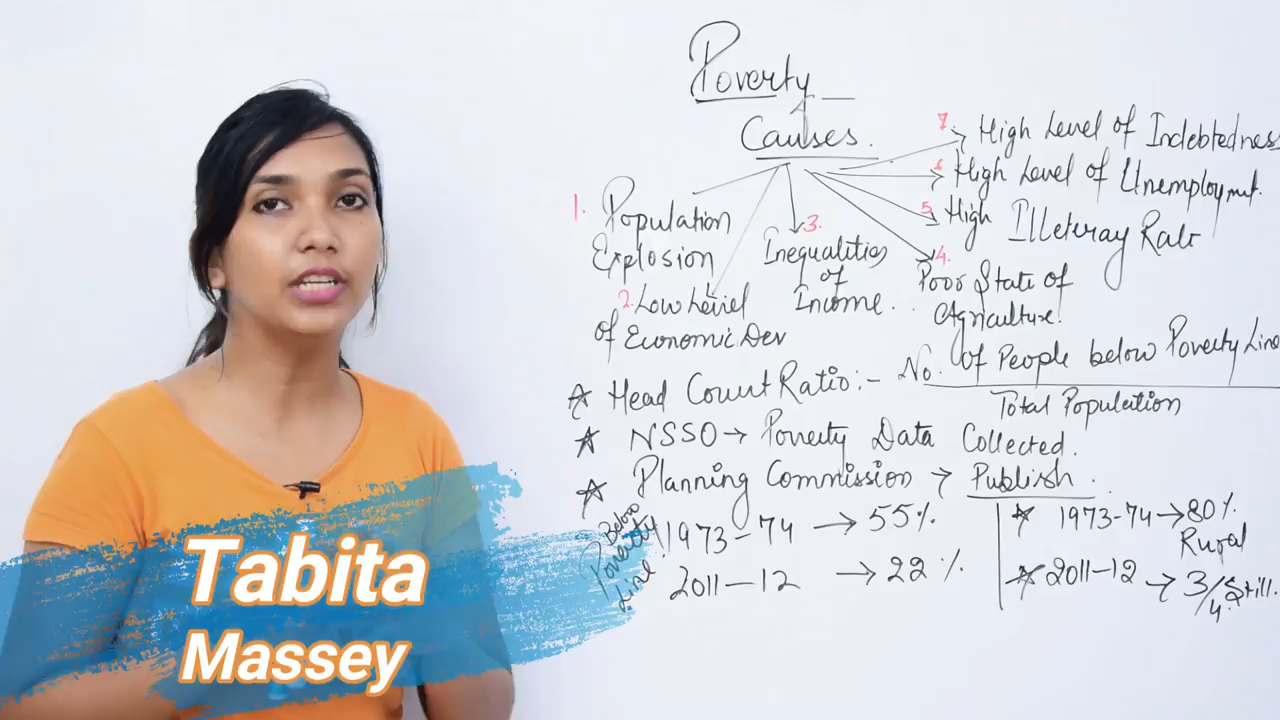 Poverty
Causes.
1. Population
Explosion
2. Low Level
of Economic Dev
3.
Inequalities
of
Income.
4.
Poor State of
Agriculture.
5. High Illeteray Rate
6. High Level of Unemployment.
7. High Level of Indebtedness
☆ Head Count Ratio:- No. of People below Poverty Line
Total Population
☆ NSSO → Poverty Data Collected.
☆ Planning Commission → Publish.
Below
Poverty
Line
1973-74 → 55%
2011-12 → 22%
☆ 1973-74 → 80%
Rural
☆ 2011-12 → 3/4 Still.
Tabita
Massey